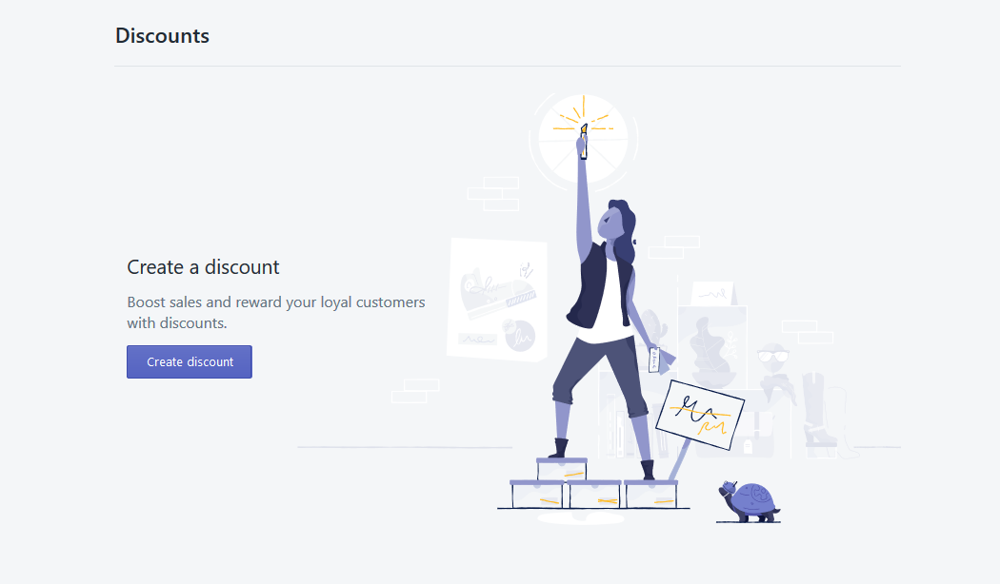 Discounts
Create a discount
Boost sales and reward your loyal customers
with discounts.
Create discount